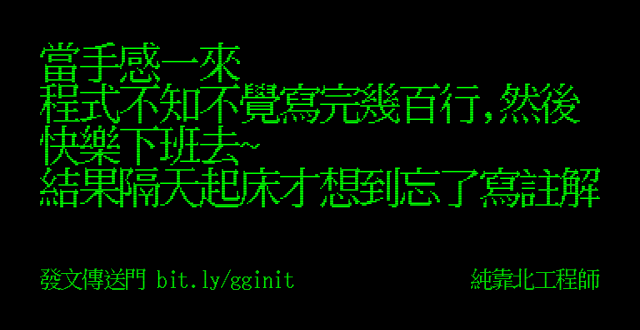 當手感一來
程式不知不覺寫完幾百行,然後
快樂下班去~
結果隔天起床才想到忘了寫註解
發文傳送門 bit.ly/gginit
純靠北工程師